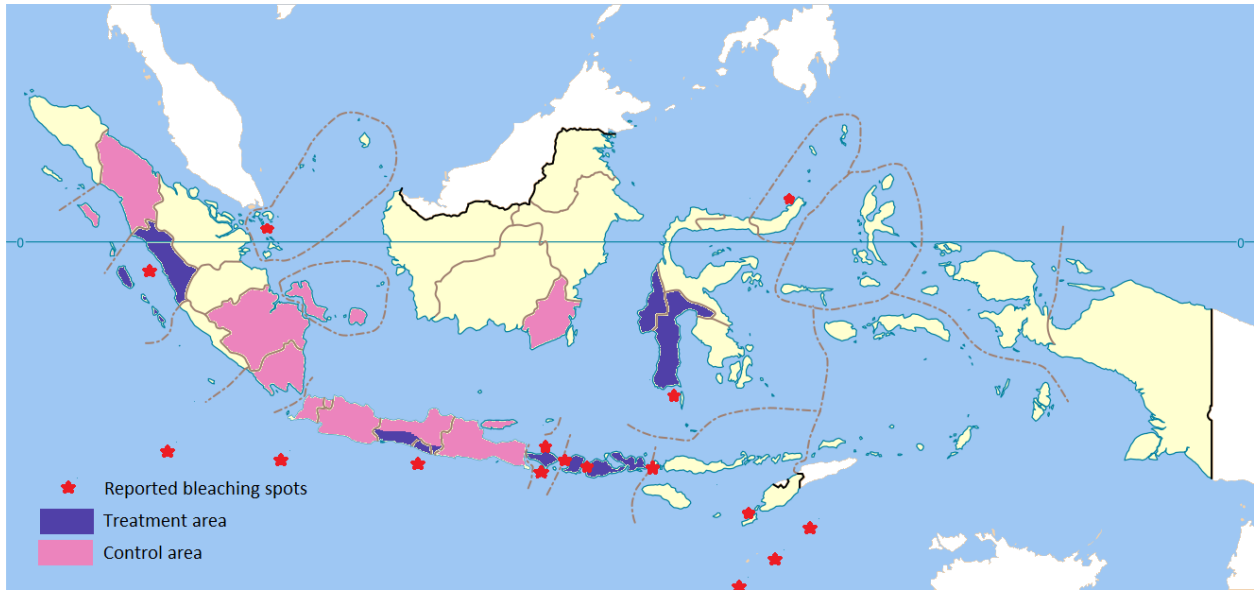 0
0
Reported bleaching spots
Treatment area
Control area